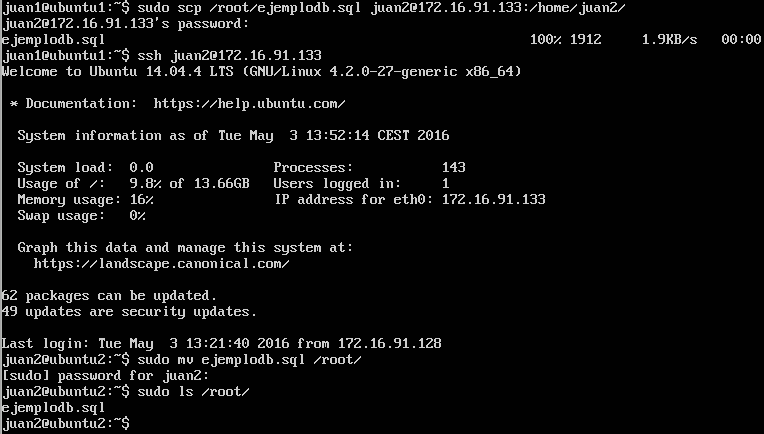 juan1@ubuntu1:~$ sudo scp /root/ejemplodb.sql juan2@172.16.91.133:/home/juan2/
juan2@172.16.91.133's password:
ejemplodb.sql 100% 1912 1.9KB/s 00:00
juan1@ubuntu1:~$ ssh juan2@172.16.91.133
Welcome to Ubuntu 14.04.4 LTS (GNU/Linux 4.2.0-27-generic x86_64)
* Documentation: https://help.ubuntu.com/
System information as of Tue May 3 13:52:14 CEST 2016
System load: 0.0 Processes: 143
Usage of /: 9.8% of 13.66GB Users logged in: 1
Memory usage: 16% IP address for eth0: 172.16.91.133
Swap usage: 0%
Graph this data and manage this system at:
https://landscape.canonical.com/
62 packages can be updated.
49 updates are security updates.
Last login: Tue May 3 13:21:40 2016 from 172.16.91.128
juan2@ubuntu2:~$ sudo mv ejemplodb.sql /root/
[sudo] password for juan2:
juan2@ubuntu2:~$ sudo ls /root/
ejemplodb.sql
juan2@ubuntu2:~$